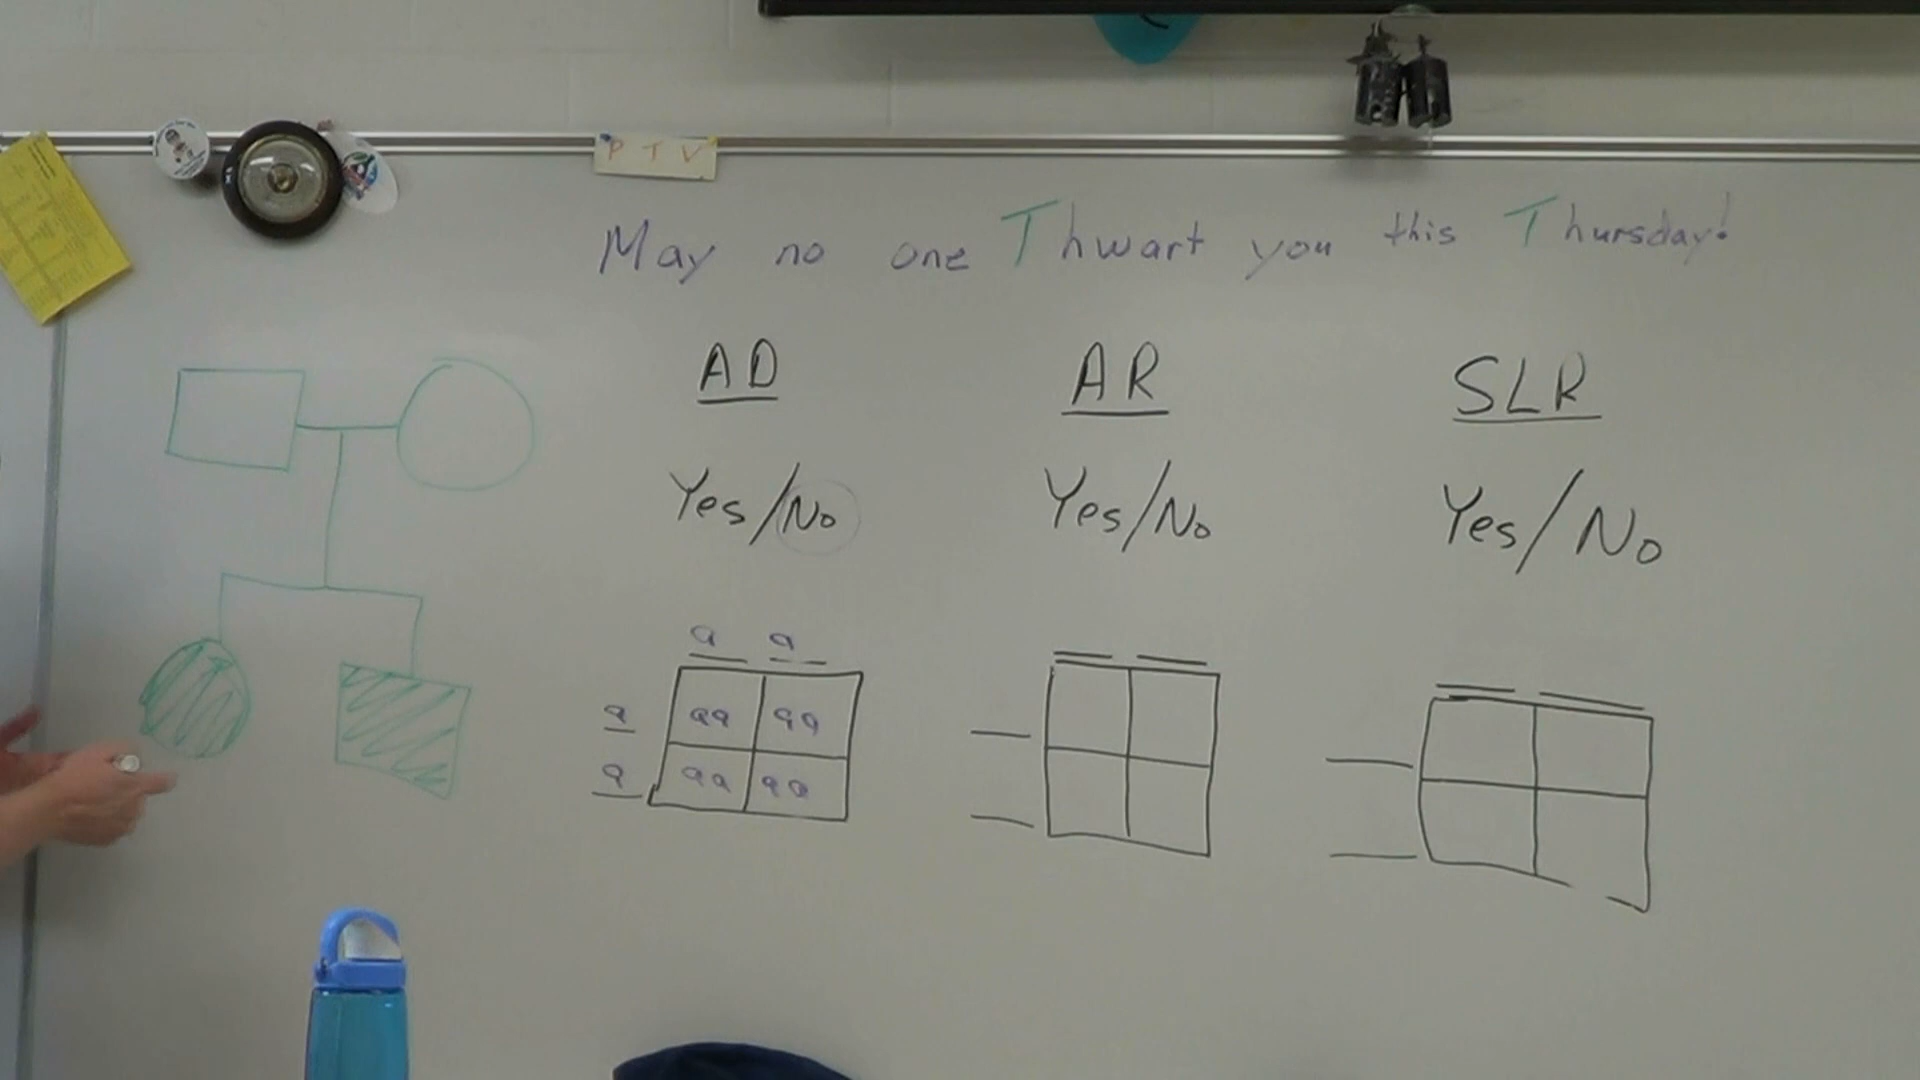 P T V
May no one Thwart you this Thursday!
AD AR SLR
Yes/No Yes/No Yes/No
a a
a aa aa
a aa aa